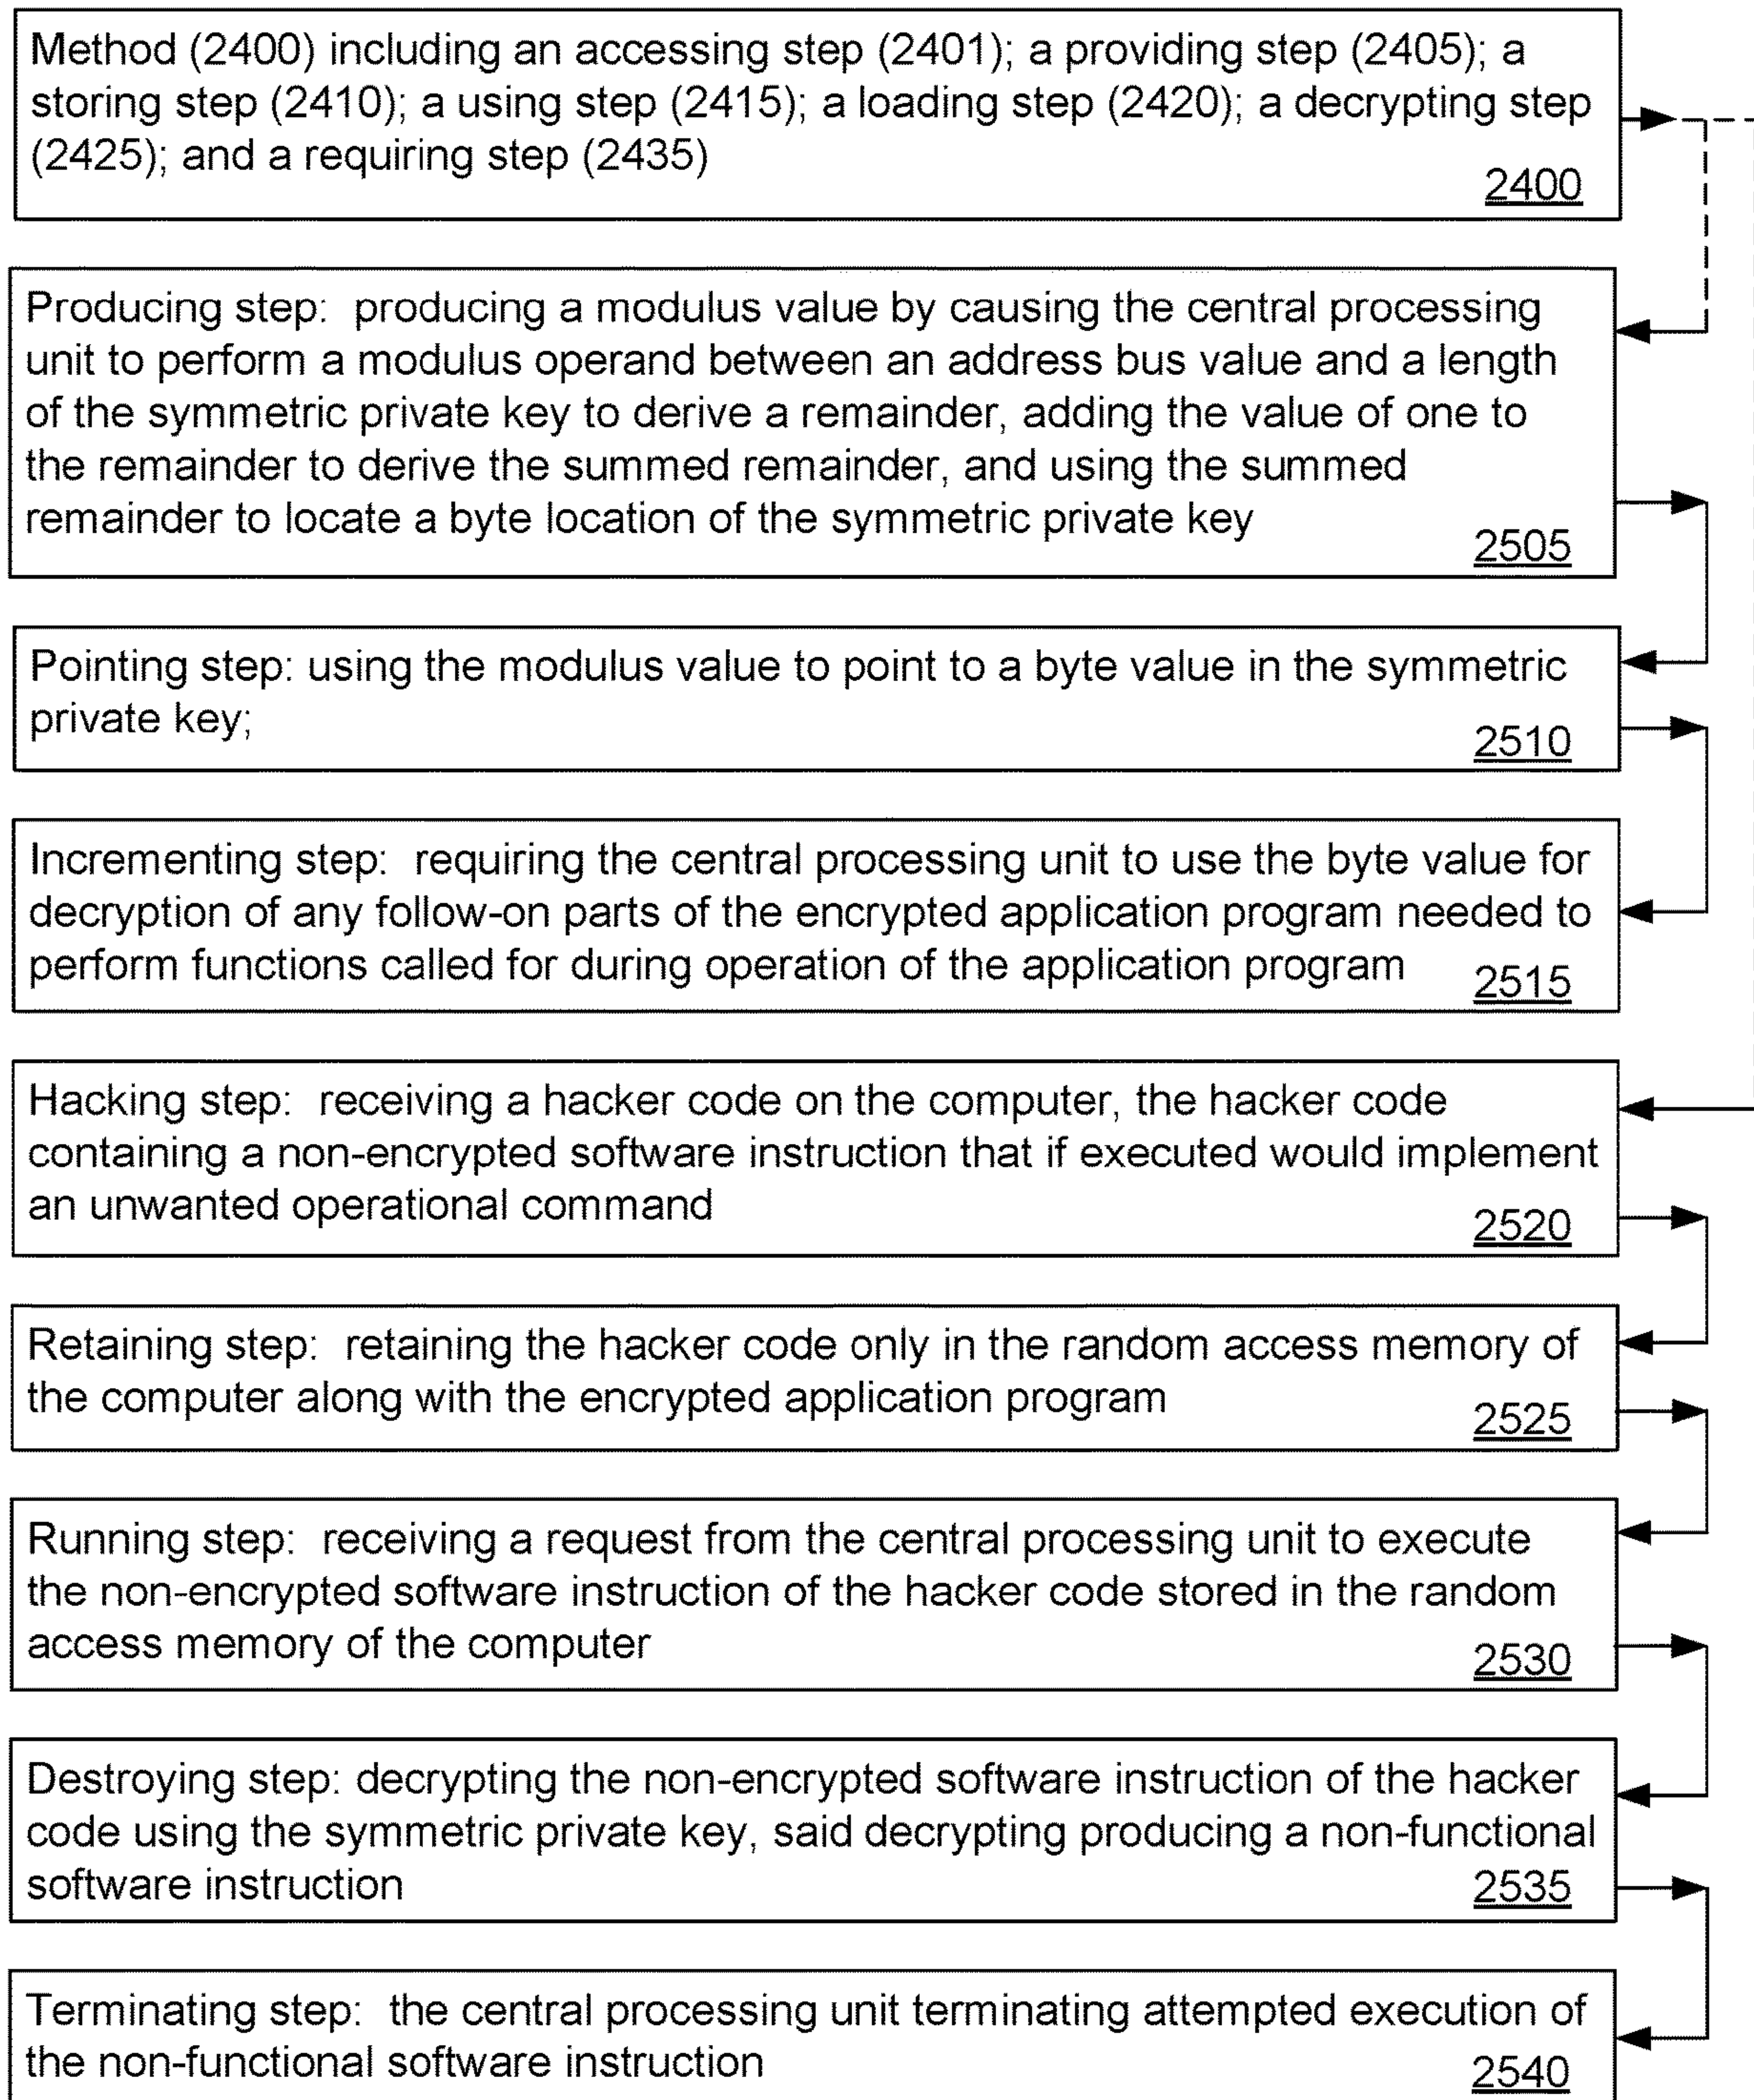 Method (2400) including an accessing step (2401); a providing step (2405); a
storing step (2410); a using step (2415); a loading step (2420); a decrypting step
(2425); and a requiring step (2435)
2400
Producing step:  producing a modulus value by causing the central processing
unit to perform a modulus operand between an address bus value and a length
of the symmetric private key to derive a remainder, adding the value of one to
the remainder to derive the summed remainder, and using the summed
remainder to locate a byte location of the symmetric private key
2505
Pointing step: using the modulus value to point to a byte value in the symmetric
private key;
2510
Incrementing step:  requiring the central processing unit to use the byte value for
decryption of any follow-on parts of the encrypted application program needed to
perform functions called for during operation of the application program
2515
Hacking step:  receiving a hacker code on the computer, the hacker code
containing a non-encrypted software instruction that if executed would implement
an unwanted operational command
2520
Retaining step:  retaining the hacker code only in the random access memory of
the computer along with the encrypted application program
2525
Running step:  receiving a request from the central processing unit to execute
the non-encrypted software instruction of the hacker code stored in the random
access memory of the computer
2530
Destroying step: decrypting the non-encrypted software instruction of the hacker
code using the symmetric private key, said decrypting producing a non-functional
software instruction
2535
Terminating step:  the central processing unit terminating attempted execution of
the non-functional software instruction
2540